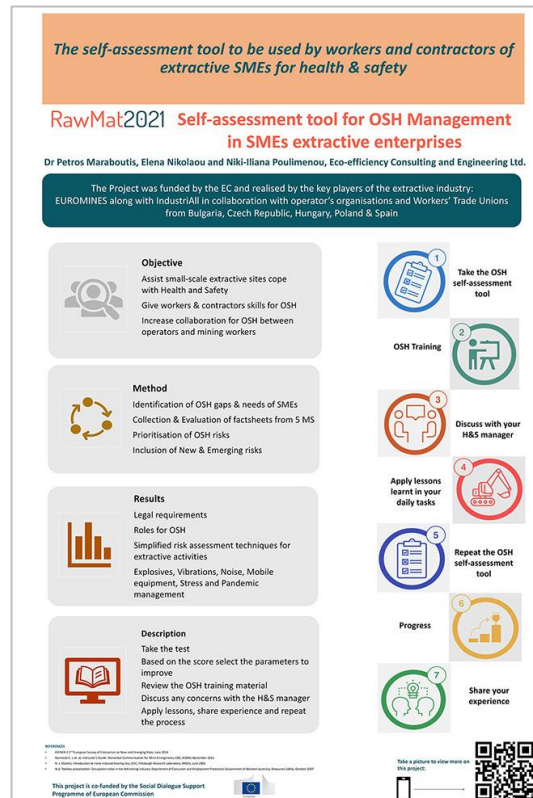 The self-assessment tool to be used by workers and contractors of
extractive SMEs for health & safety
RawMat2021 Self-assessment tool for OSH Management
in SMEs extractive enterprises
Dr Petros Maraboutis, Elena Nikolaou and Niki-Iliana Poulimenou, Eco-efficiency Consulting and Engineering Ltd.
The Project was funded by the EC and realised by the key players of the extractive industry:
EUROMINES along with IndustriAll in collaboration with operator's organisations and Workers' Trade Unions
from Bulgaria, Czech Republic, Hungary, Poland & Spain
Objective
Assist small-scale extractive sites cope
with Health and Safety
Give workers & contractors skills for OSH
Increase collaboration for OSH between
operators and mining workers
Method
Identification of OSH gaps & needs of SMEs
Collection & Evaluation of factsheets from 5 MS
Prioritisation of OSH risks
Inclusion of New & Emerging risks
Results
Legal requirements
Roles for OSH
Simplified risk assessment techniques for
extractive activities
Explosives, Vibrations, Noise, Mobile
equipment, Stress and Pandemic
management
Description
Take the test
Based on the score select the parameters to
improve
Review the OSH training material
Discuss any concerns with the H&S manager
Apply lessons, share experience and repeat
the process
1
Take the OSH
self-assessment
tool
2
OSH Training
3
Discuss with your
H&S manager
4
Apply lessons
learnt in your
daily tasks
5
Repeat the OSH
self-assessment
tool
6
Progress
7
Share your
experience
REFERENCES
This project is co-funded by the Social Dialogue Support
Programme of European Commission
Take a picture to view more on
this project: